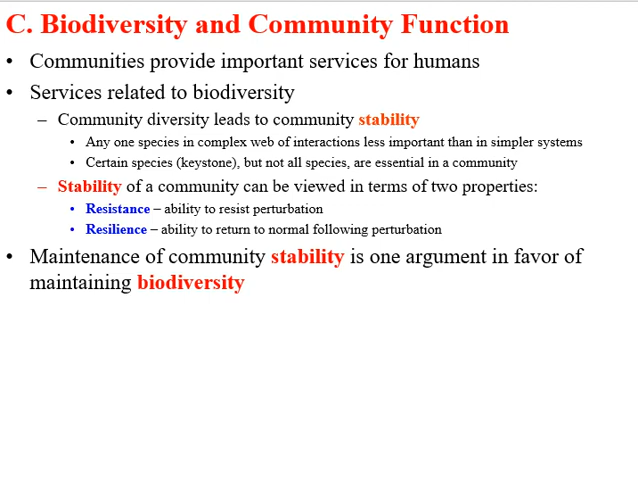 C. Biodiversity and Community Function
• Communities provide important services for humans
• Services related to biodiversity
– Community diversity leads to community stability
• Any one species in complex web of interactions less important than in simpler systems
• Certain species (keystone), but not all species, are essential in a community
– Stability of a community can be viewed in terms of two properties:
• Resistance – ability to resist perturbation
• Resilience – ability to return to normal following perturbation
• Maintenance of community stability is one argument in favor of
maintaining biodiversity